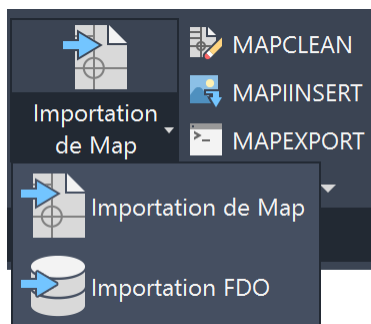 Importation
de Map
MAPCLEAN
MAPIINSERT
MAPEXPORT
Importation de Map
Importation FDO